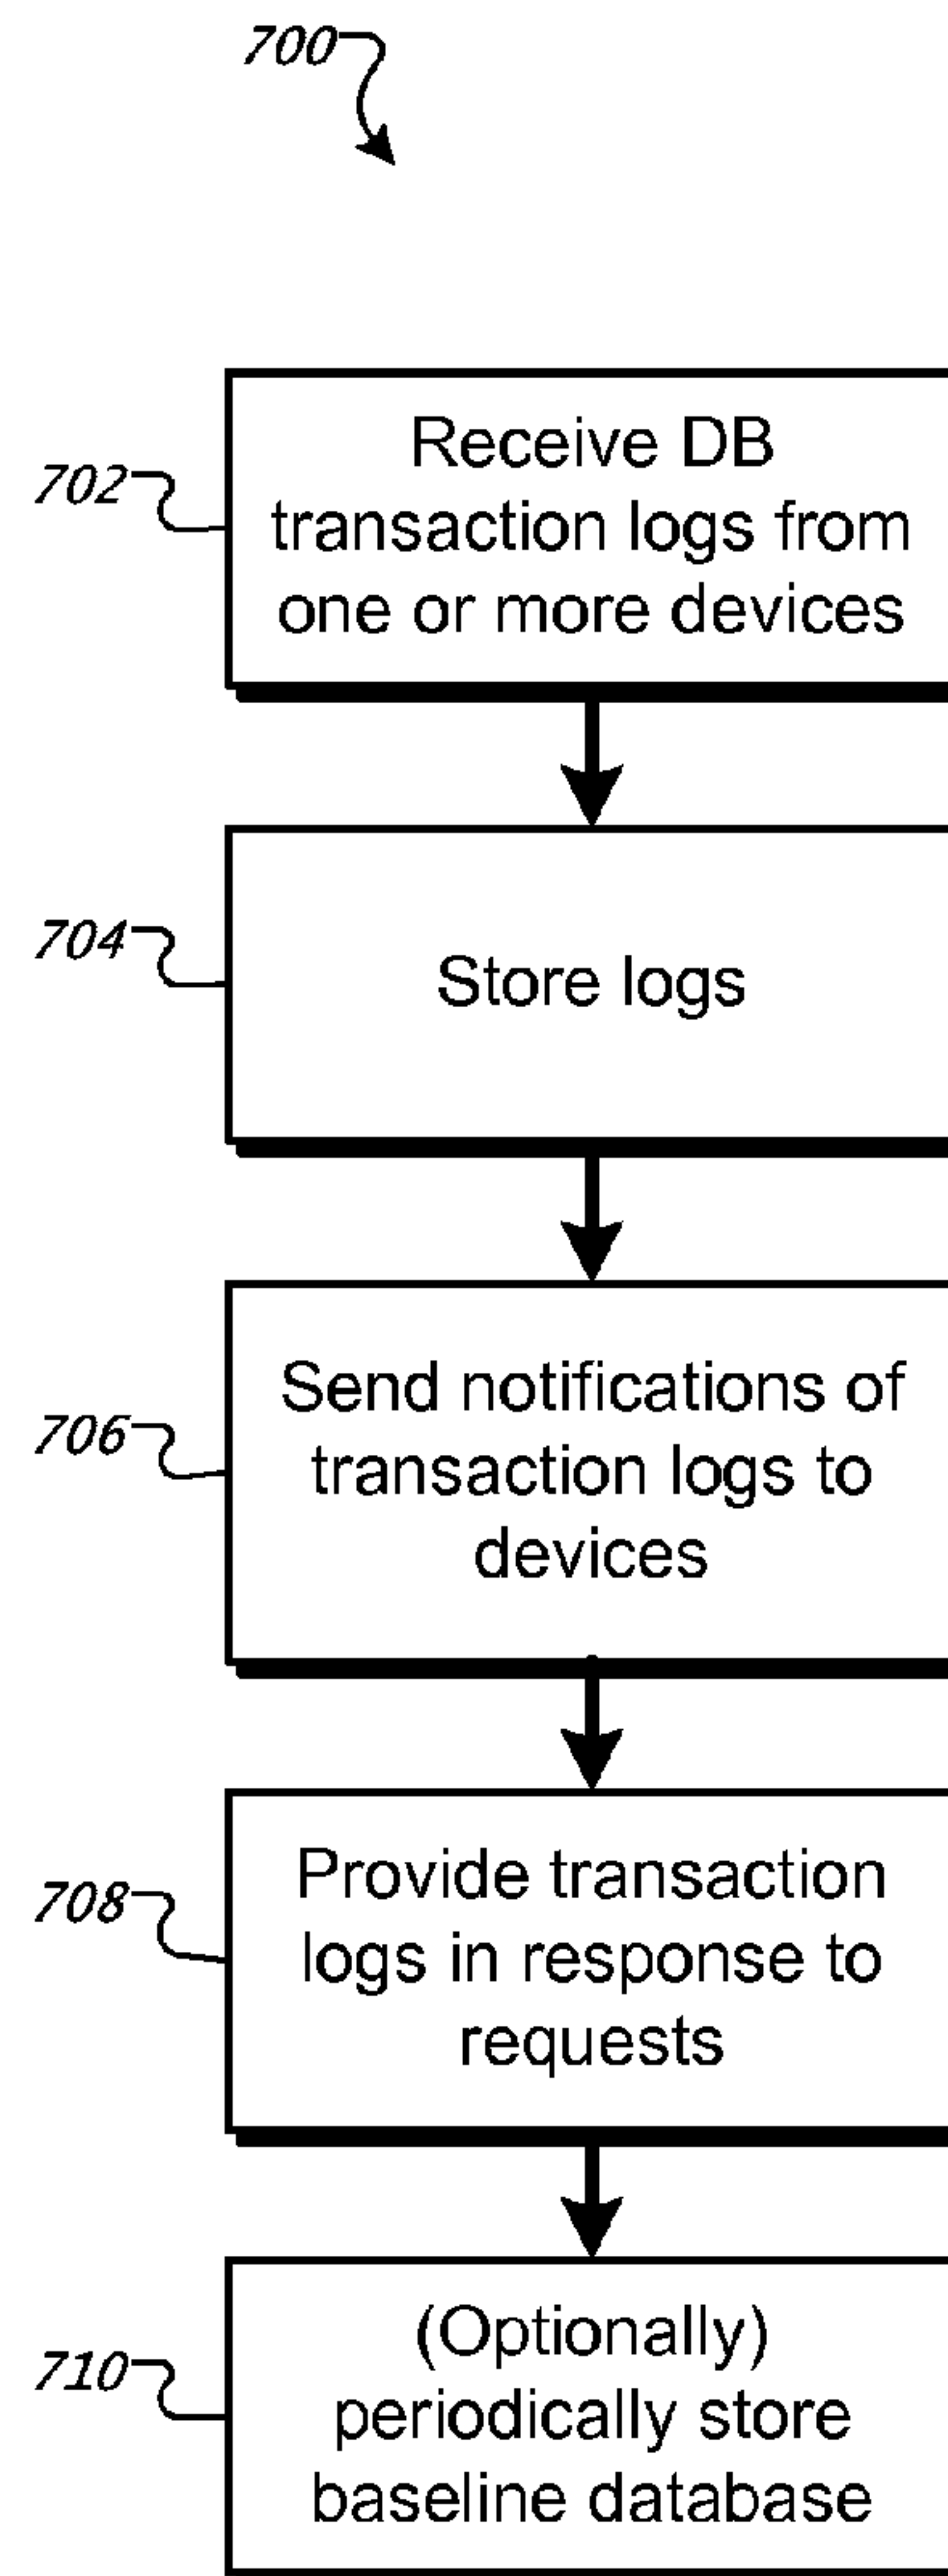 700
702
Receive DB
transaction logs from
one or more devices
704
Store logs
706
Send notifications of
transaction logs to
devices
708
Provide transaction
logs in response to
requests
710
(Optionally)
periodically store
baseline database